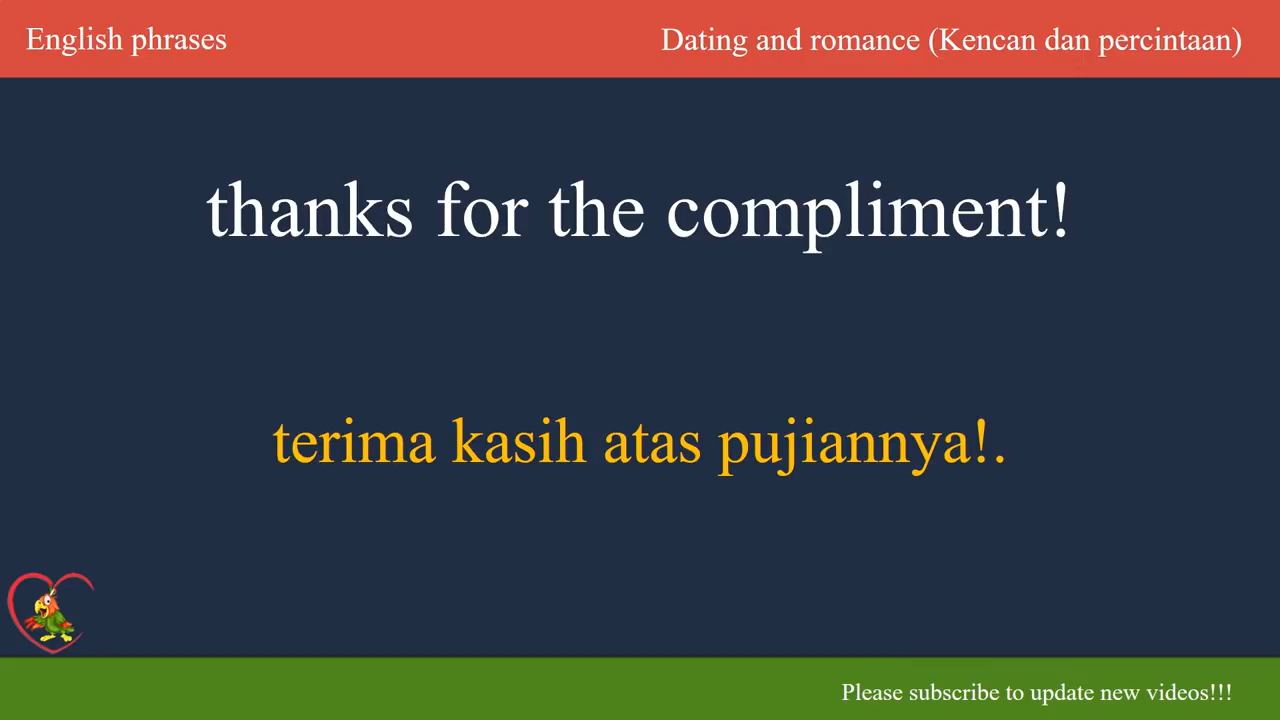 English phrases
Dating and romance (Kencan dan percintaan)
thanks for the compliment!
terima kasih atas pujiannya!.
Please subscribe to update new videos!!!